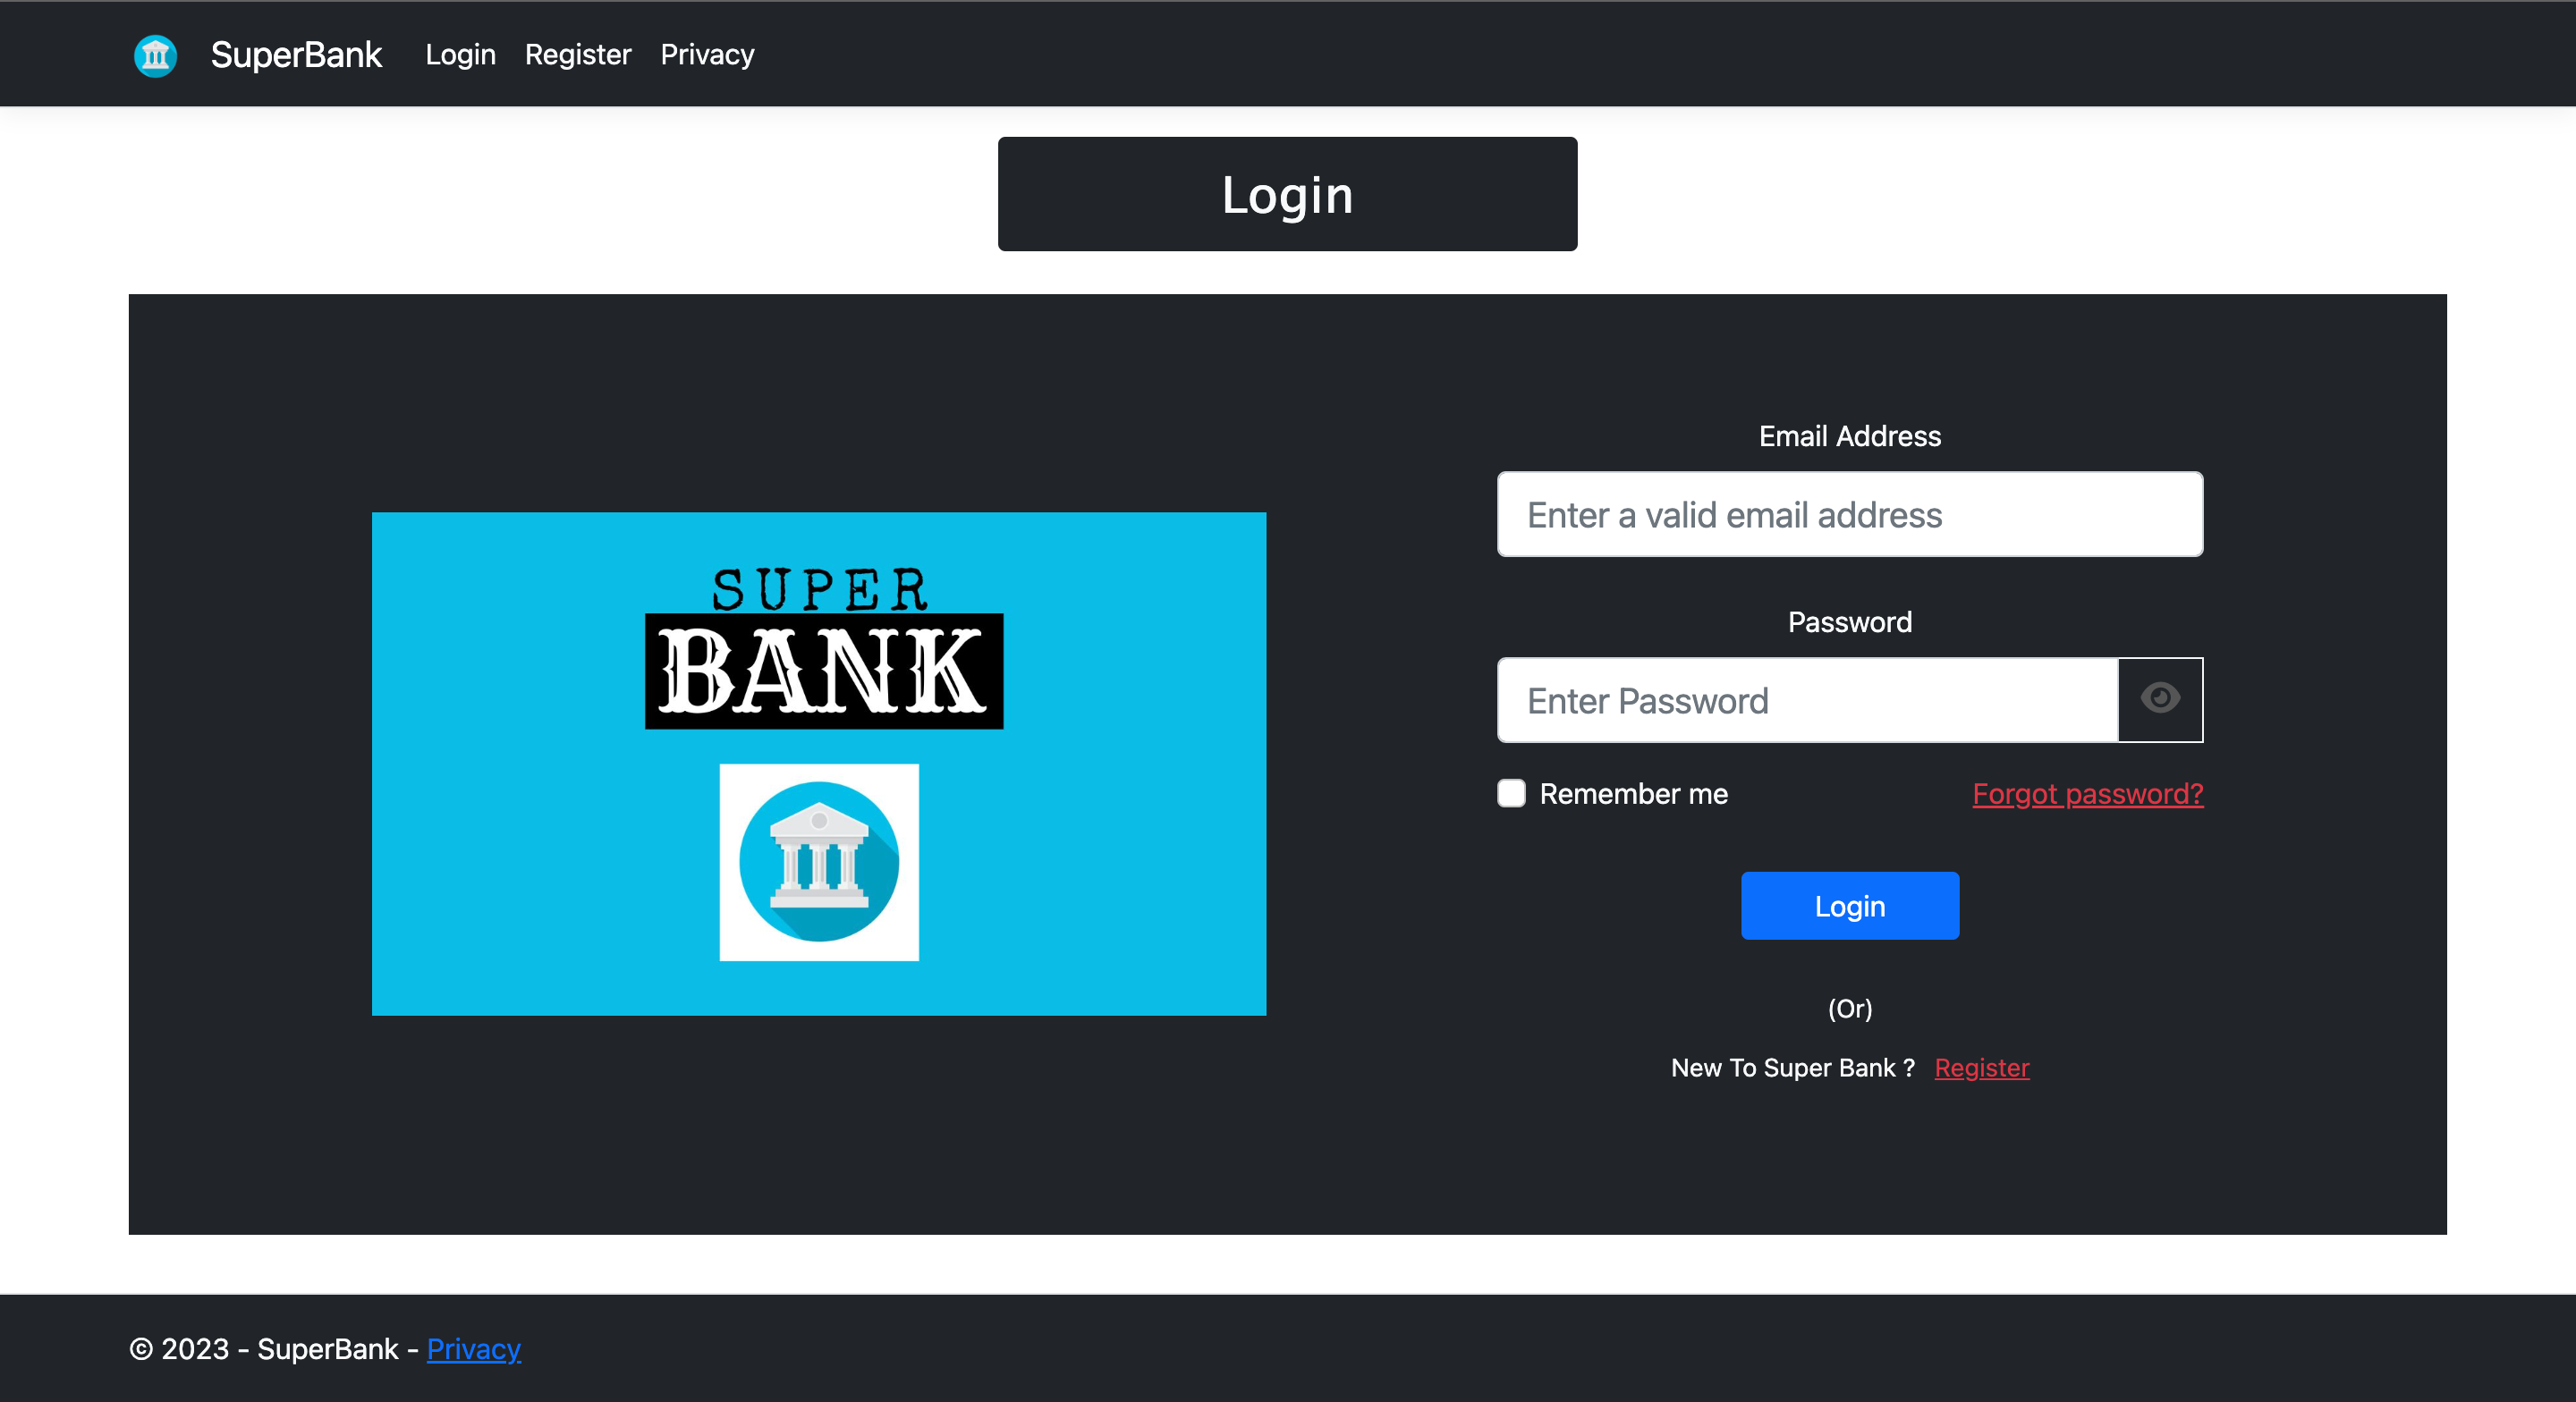 SuperBank Login Register Privacy
Login
SUPER
BANK
Email Address
Enter a valid email address
Password
Enter Password
Remember me Forgot password?
Login
(Or)
New To Super Bank ? Register
© 2023 - SuperBank - Privacy